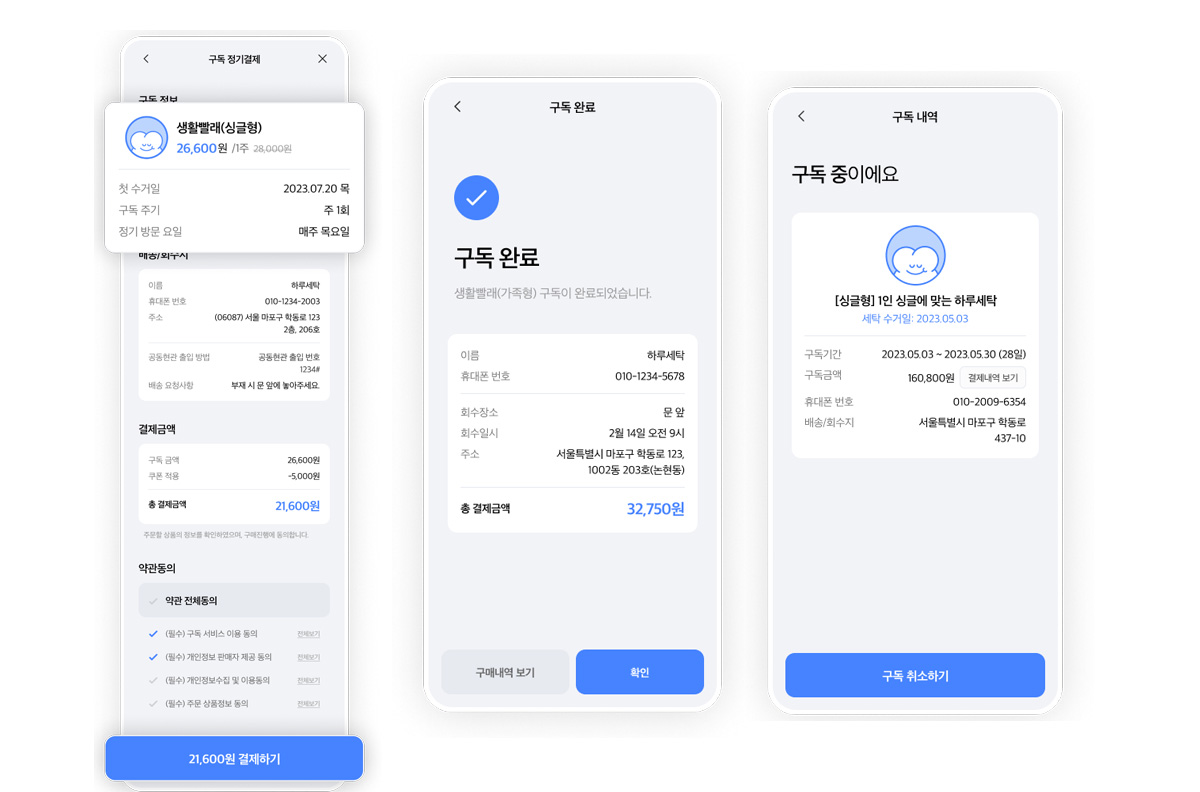 구독 정기결제
구독 정보
생활빨래(싱글형)
26,600원 /1주 28,000원
첫 수거일 2023.07.20 목
구독 주기 주 1회
정기 방문 요일 매주 목요일
배송/회수지
이름 하루세탁
휴대폰 번호 010-1234-2003
주소 (06087) 서울 마포구 학동로 123
2층, 206호
공동현관 출입 방법 공동현관 출입 번호
1234#
배송 요청사항 부재 시 문 앞에 놓아주세요.
결제금액
구독 금액 26,600원
쿠폰 적용 -5,000원
총 결제금액 21,600원
주문할 상품의 정보를 확인하였으며, 구매진행에 동의합니다.
약관동의
약관 전체동의
(필수) 구독 서비스 이용 동의 전체보기
(필수) 개인정보 판매자 제공 동의 전체보기
(필수) 개인정보수집 및 이용동의 전체보기
(필수) 주문 상품정보 동의 전체보기
21,600원 결제하기
구독 완료
구독 완료
생활빨래(가족형) 구독이 완료되었습니다.
이름 하루세탁
휴대폰 번호 010-1234-5678
회수장소 문 앞
회수일시 2월 14일 오전 9시
주소 서울특별시 마포구 학동로 123,
1002동 203호(논현동)
총 결제금액 32,750원
구매내역 보기 확인
구독 내역
구독 중이에요
[싱글형] 1인 싱글에 맞는 하루세탁
세탁 수거일: 2023.05.03
구독기간 2023.05.03 ~ 2023.05.30 (28일)
구독금액 160,800원 결제내역 보기
휴대폰 번호 010-2009-6354
배송/회수지 서울특별시 마포구 학동로
437-10
구독 취소하기